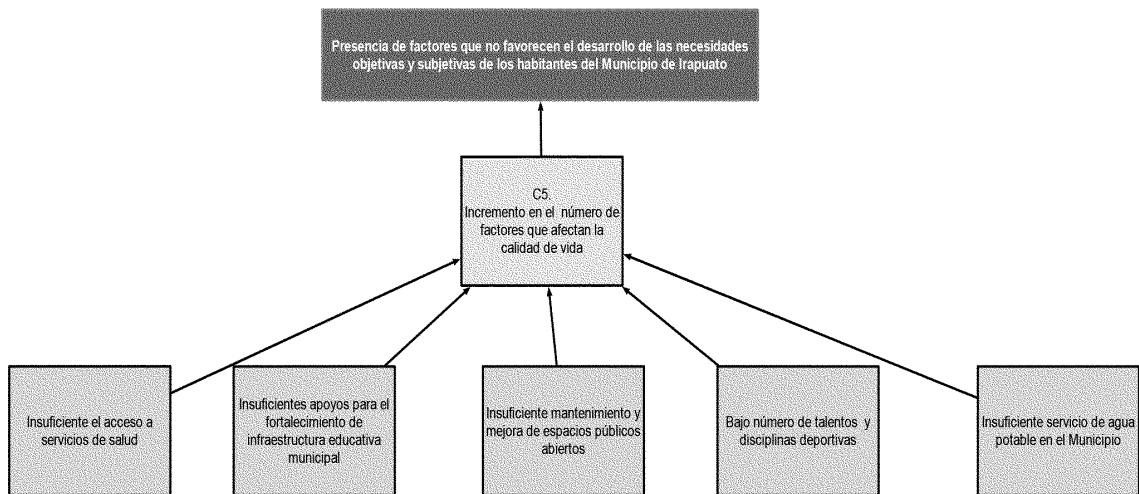 Presencia de factores que no favorecen el desarrollo de las necesidades
objetivas y subjetivas de los habitantes del Municipio de Irapuato
C5.
Incremento en el número de
factores que afectan la
calidad de vida
Insuficiente el acceso a
servicios de salud
Insuficientes apoyos para el
fortalecimiento de
infraestructura educativa
municipal
Insuficiente mantenimiento y
mejora de espacios públicos
abiertos
Bajo número de talentos y
disciplinas deportivas
Insuficiente servicio de agua
potable en el Municipio